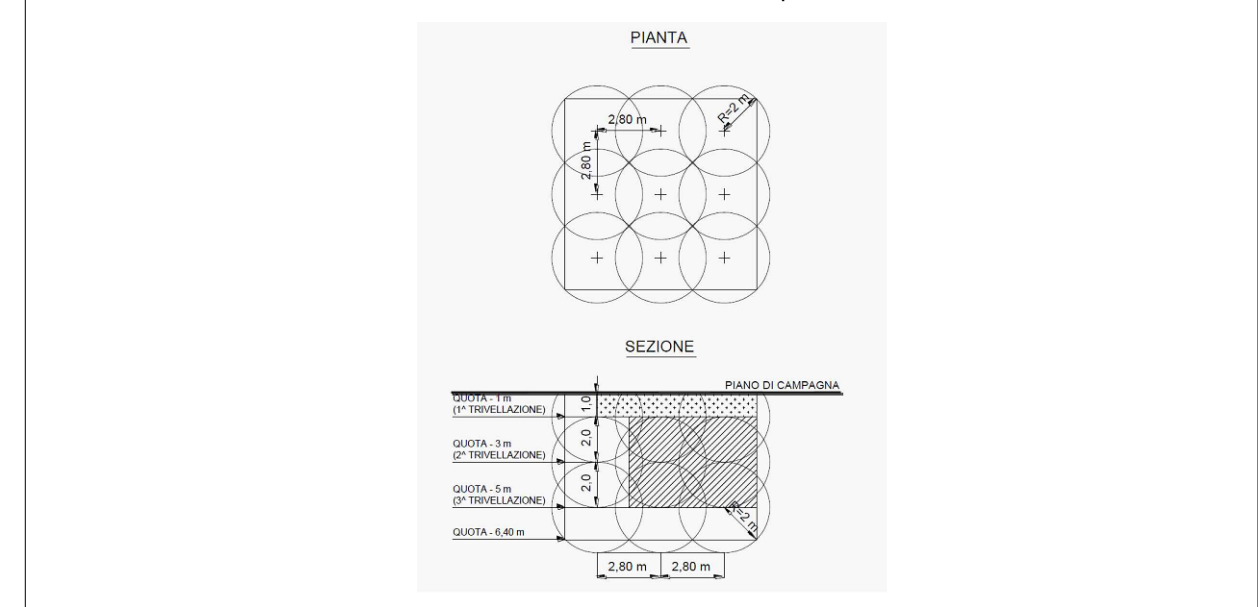 PIANTA
R=2 m
2,80 m
2,80 m
SEZIONE
PIANO DI CAMPAGNA
QUOTA - 1 m
(1^ TRIVELLAZIONE)
1,0
QUOTA - 3 m
(2^ TRIVELLAZIONE)
2,0
QUOTA - 5 m
(3^ TRIVELLAZIONE)
2,0
R=2 m
QUOTA - 6,40 m
2,80 m
2,80 m